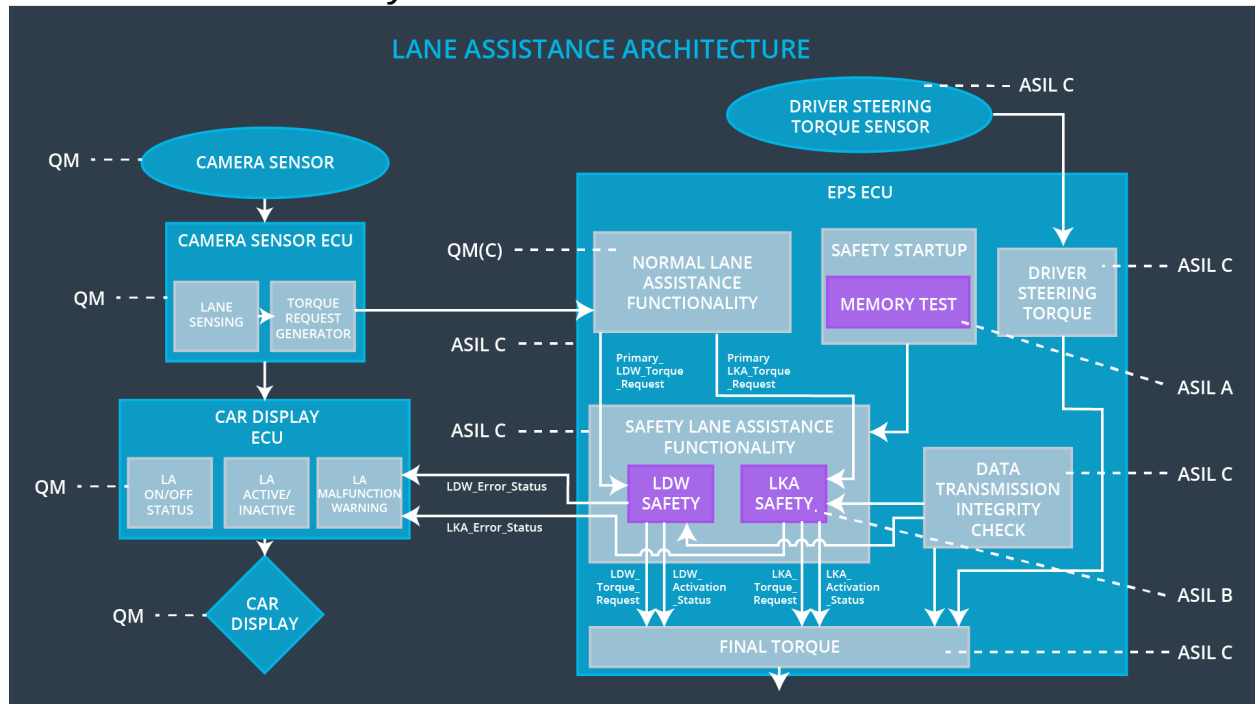 LANE ASSISTANCE ARCHITECTURE
ASIL C
DRIVER STEERING
TORQUE SENSOR
QM
CAMERA SENSOR
EPS ECU
CAMERA SENSOR ECU
QM(C)
NORMAL LANE
ASSISTANCE
FUNCTIONALITY
SAFETY STARTUP
MEMORY TEST
DRIVER
STEERING
TORQUE
ASIL C
QM
LANE
SENSING
TORQUE
REQUEST
GENERATOR
ASIL C
Primary_
LDW_Torque
_Request
Primary
LKA_Torque
_Request
ASIL A
CAR DISPLAY
ECU
ASIL C
SAFETY LANE ASSISTANCE
FUNCTIONALITY
QM
LA
ON/OFF
STATUS
LA
ACTIVE/
INACTIVE
LA
MALFUNCTION
WARNING
LDW_Error_Status
LKA_Error_Status
LDW
SAFETY
LKA
SAFETY
DATA
TRANSMISSION
INTEGRITY
CHECK
ASIL C
LDW_
Torque_
Request
LDW_
Activation
_Status
LKA_
Torque_
Request
LKA_
Activation
_Status
ASIL B
QM
CAR
DISPLAY
FINAL TORQUE
ASIL C